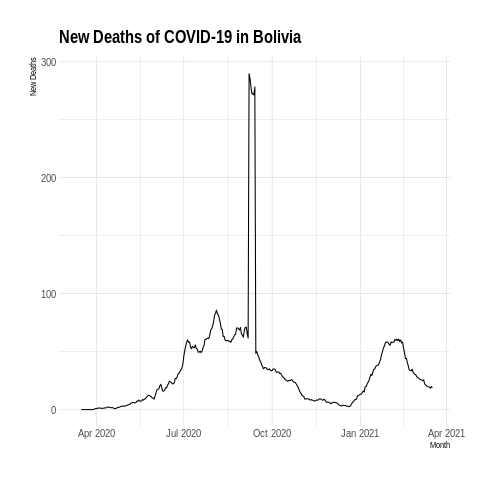 New Deaths of COVID-19 in Bolivia
New Deaths
300
200
100
0
Apr 2020 Jul 2020 Oct 2020 Jan 2021 Apr 2021
Month